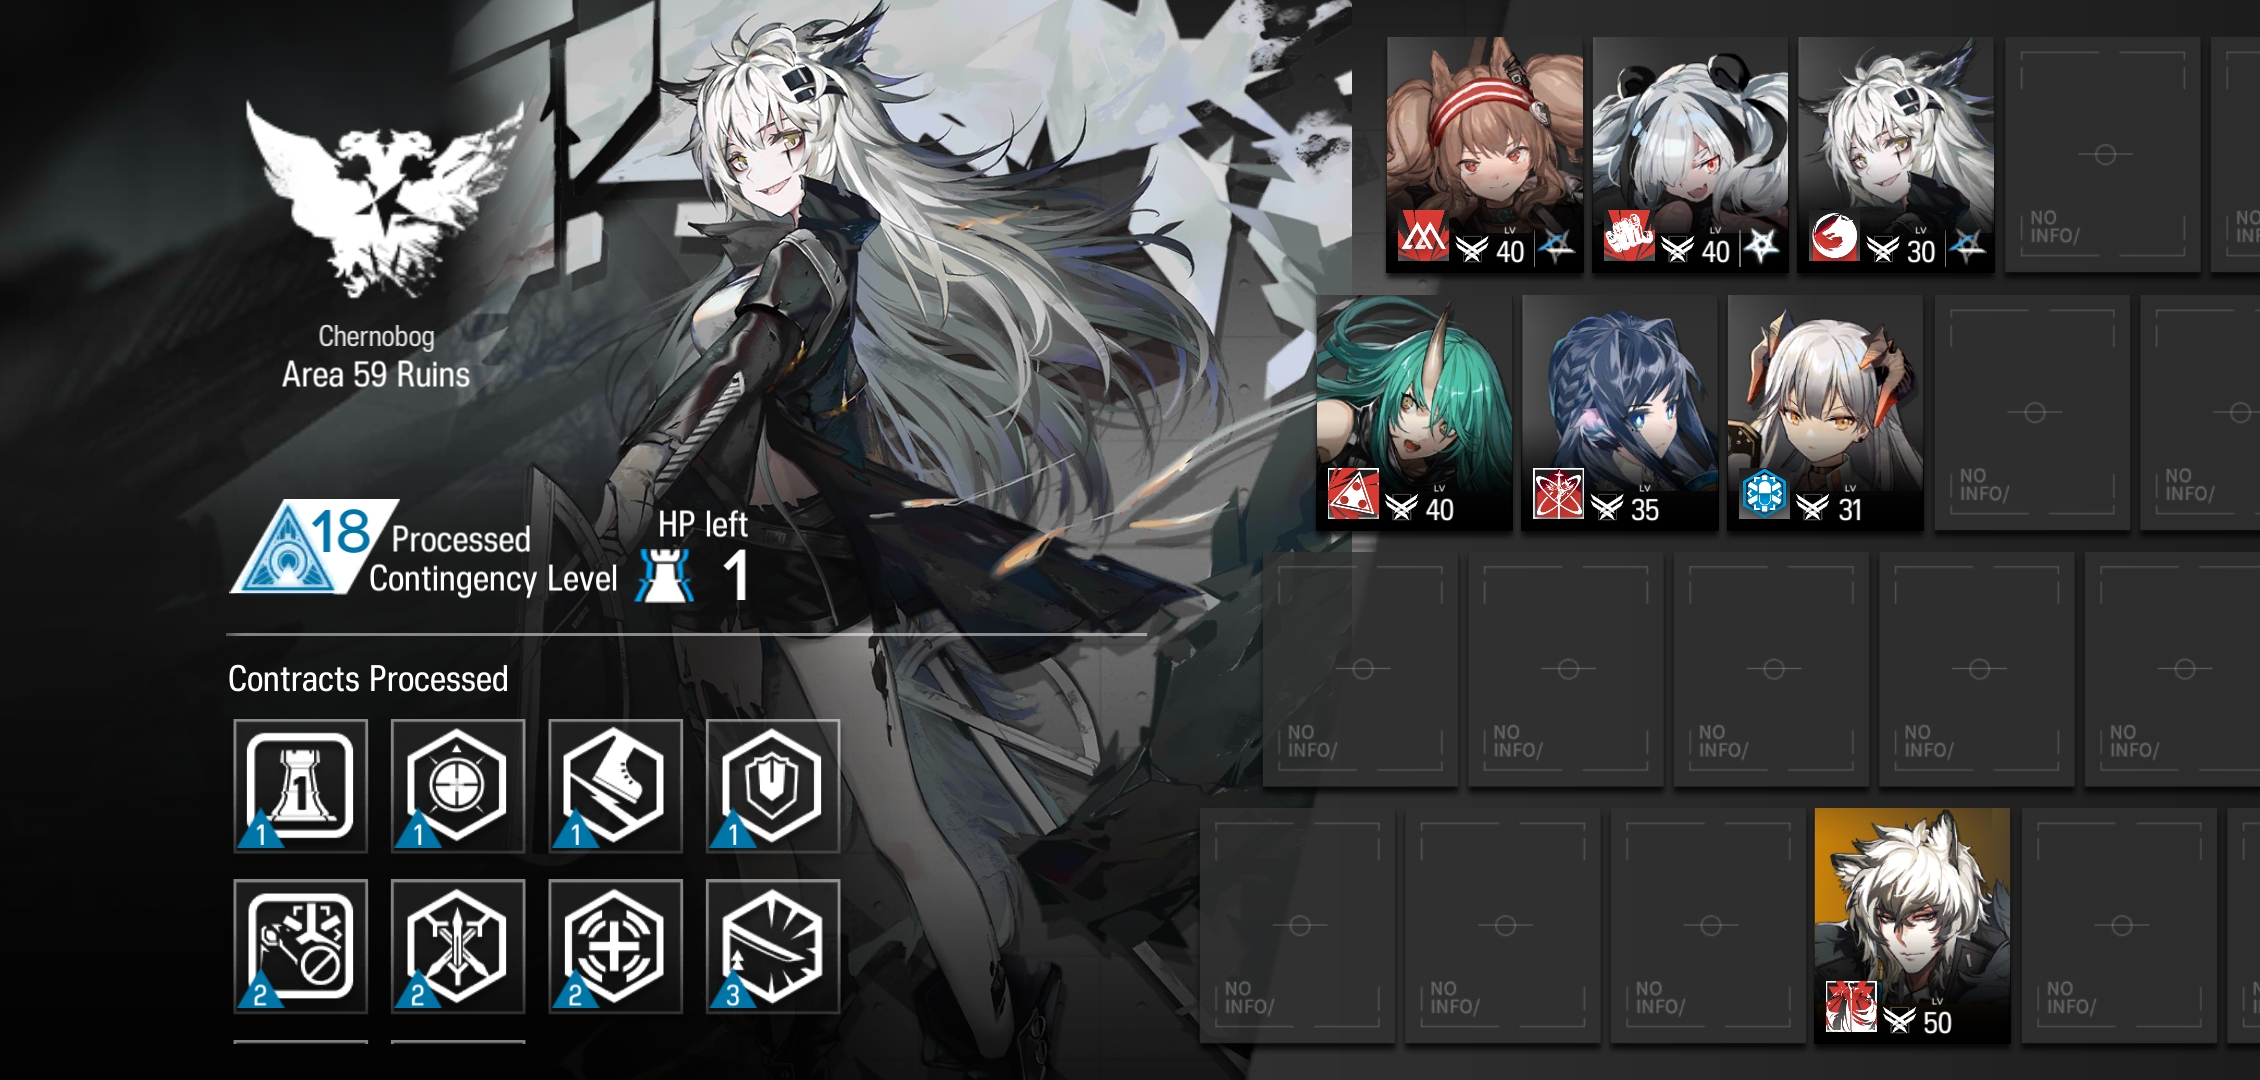 Chernobog
Area 59 Ruins
18
Processed
Contingency Level
HP left
1
Contracts Processed
1
1
1
1
1
2
2
2
3
LV
40
LV
40
LV
30
NO
INFO/
NO
INF
LV
40
LV
35
LV
31
NO
INFO/
NO
INFO/
NO
INFO/
NO
INFO/
NO
INFO/
NO
INFO/
NO
INFO/
NO
INFO/
NO
INFO/
NO
INFO/
LV
50
NO
INFO/